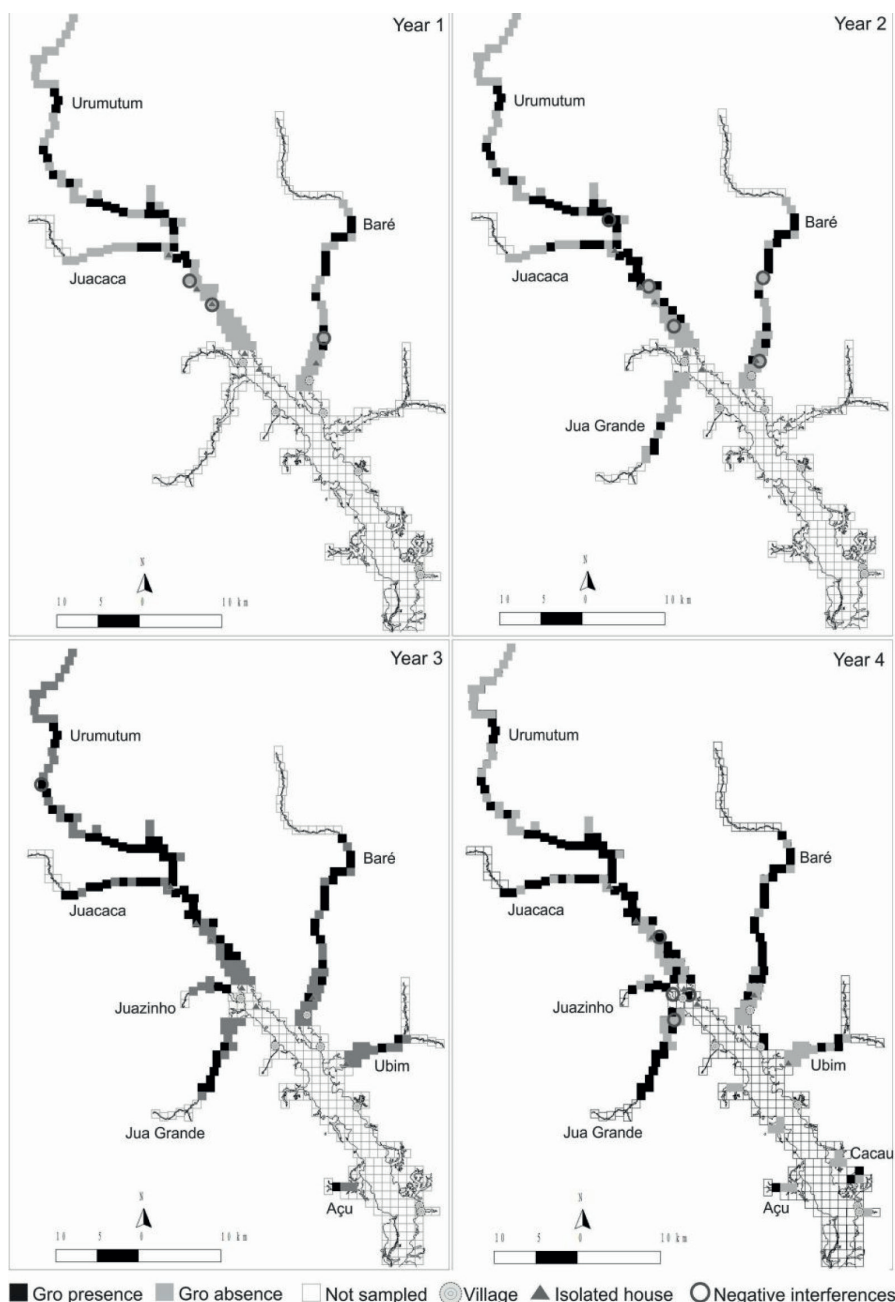 Year 1
Urumutum
Baré
Juacaca
N
10 5 0 10 km
Year 2
Urumutum
Baré
Juacaca
Jua Grande
N
10 5 0 10 km
Year 3
Urumutum
Baré
Juacaca
Juazinho
Ubim
Jua Grande
Açu
N
10 5 0 10 km
Year 4
Urumutum
Baré
Juacaca
Juazinho
Ubim
Jua Grande
Cacau
Açu
N
10 5 0 10 km
Gro presence Gro absence Not sampled Village Isolated house Negative interferences